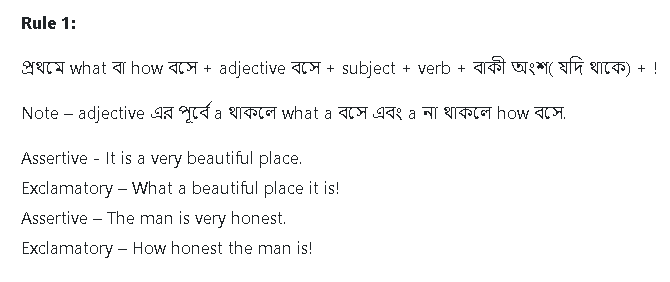 Rule 1:
প্রথমে what বা how বসে + adjective বসে + subject + verb + বাকী অংশ( যদি থাকে) + !
Note – adjective এর পূর্বে a থাকলে what a বসে এবং a না থাকলে how বসে.
Assertive - It is a very beautiful place.
Exclamatory – What a beautiful place it is!
Assertive – The man is very honest.
Exclamatory – How honest the man is!